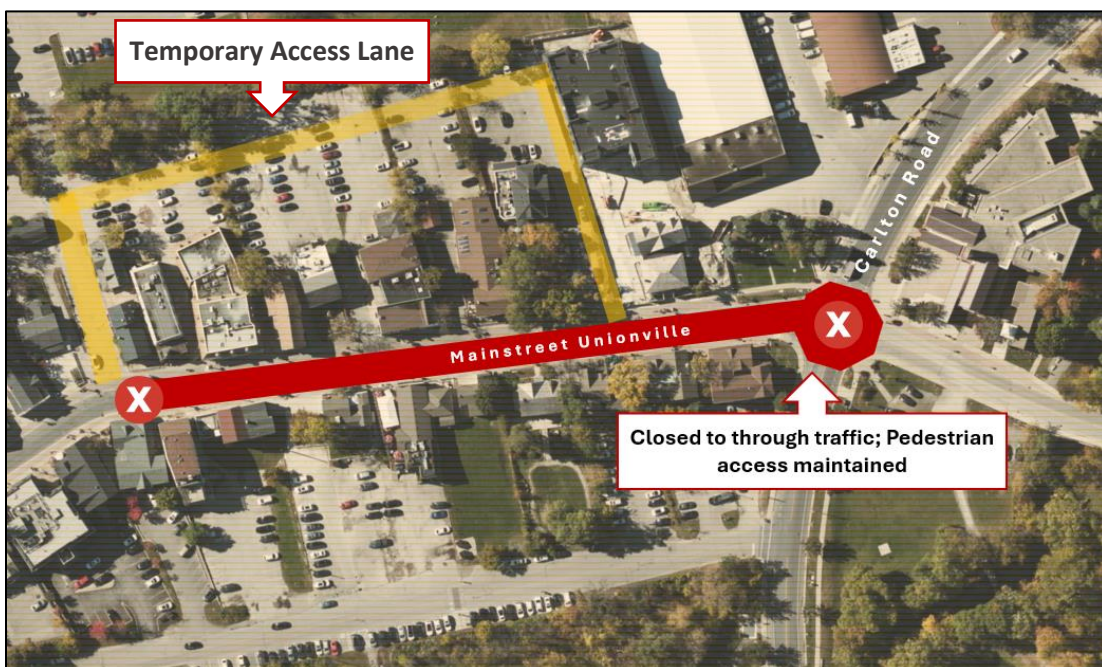 Temporary Access Lane
Carlton Road
X
Mainstreet Unionville
X
Closed to through traffic; Pedestrian
access maintained